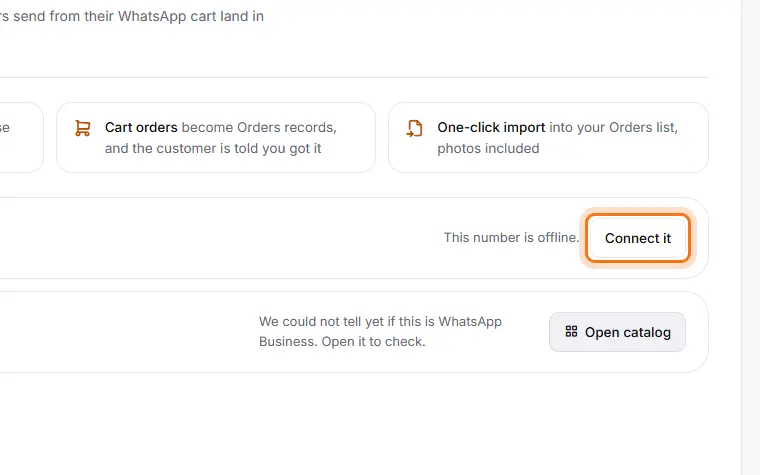 rs send from their WhatsApp cart land in
se
Cart orders become Orders records,
and the customer is told you got it
One-click import into your Orders list,
photos included
This number is offline.
Connect it
We could not tell yet if this is WhatsApp
Business. Open it to check.
Open catalog